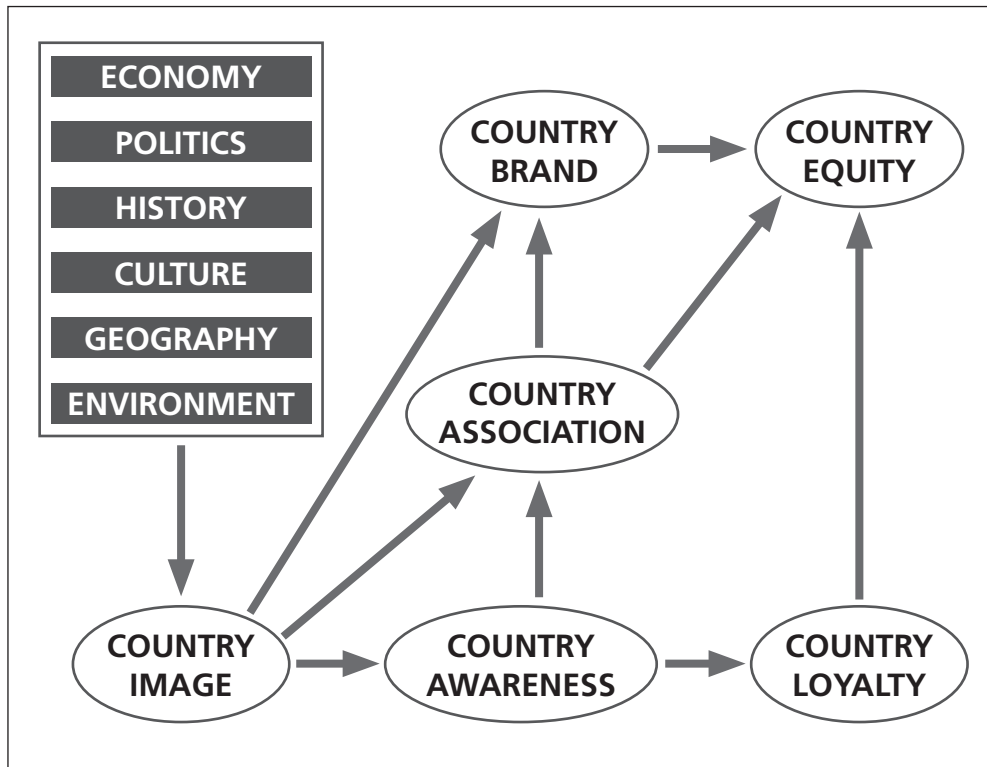 ECONOMY
POLITICS
HISTORY
CULTURE
GEOGRAPHY
ENVIRONMENT
COUNTRY
BRAND
COUNTRY
EQUITY
COUNTRY
ASSOCIATION
COUNTRY
IMAGE
COUNTRY
AWARENESS
COUNTRY
LOYALTY